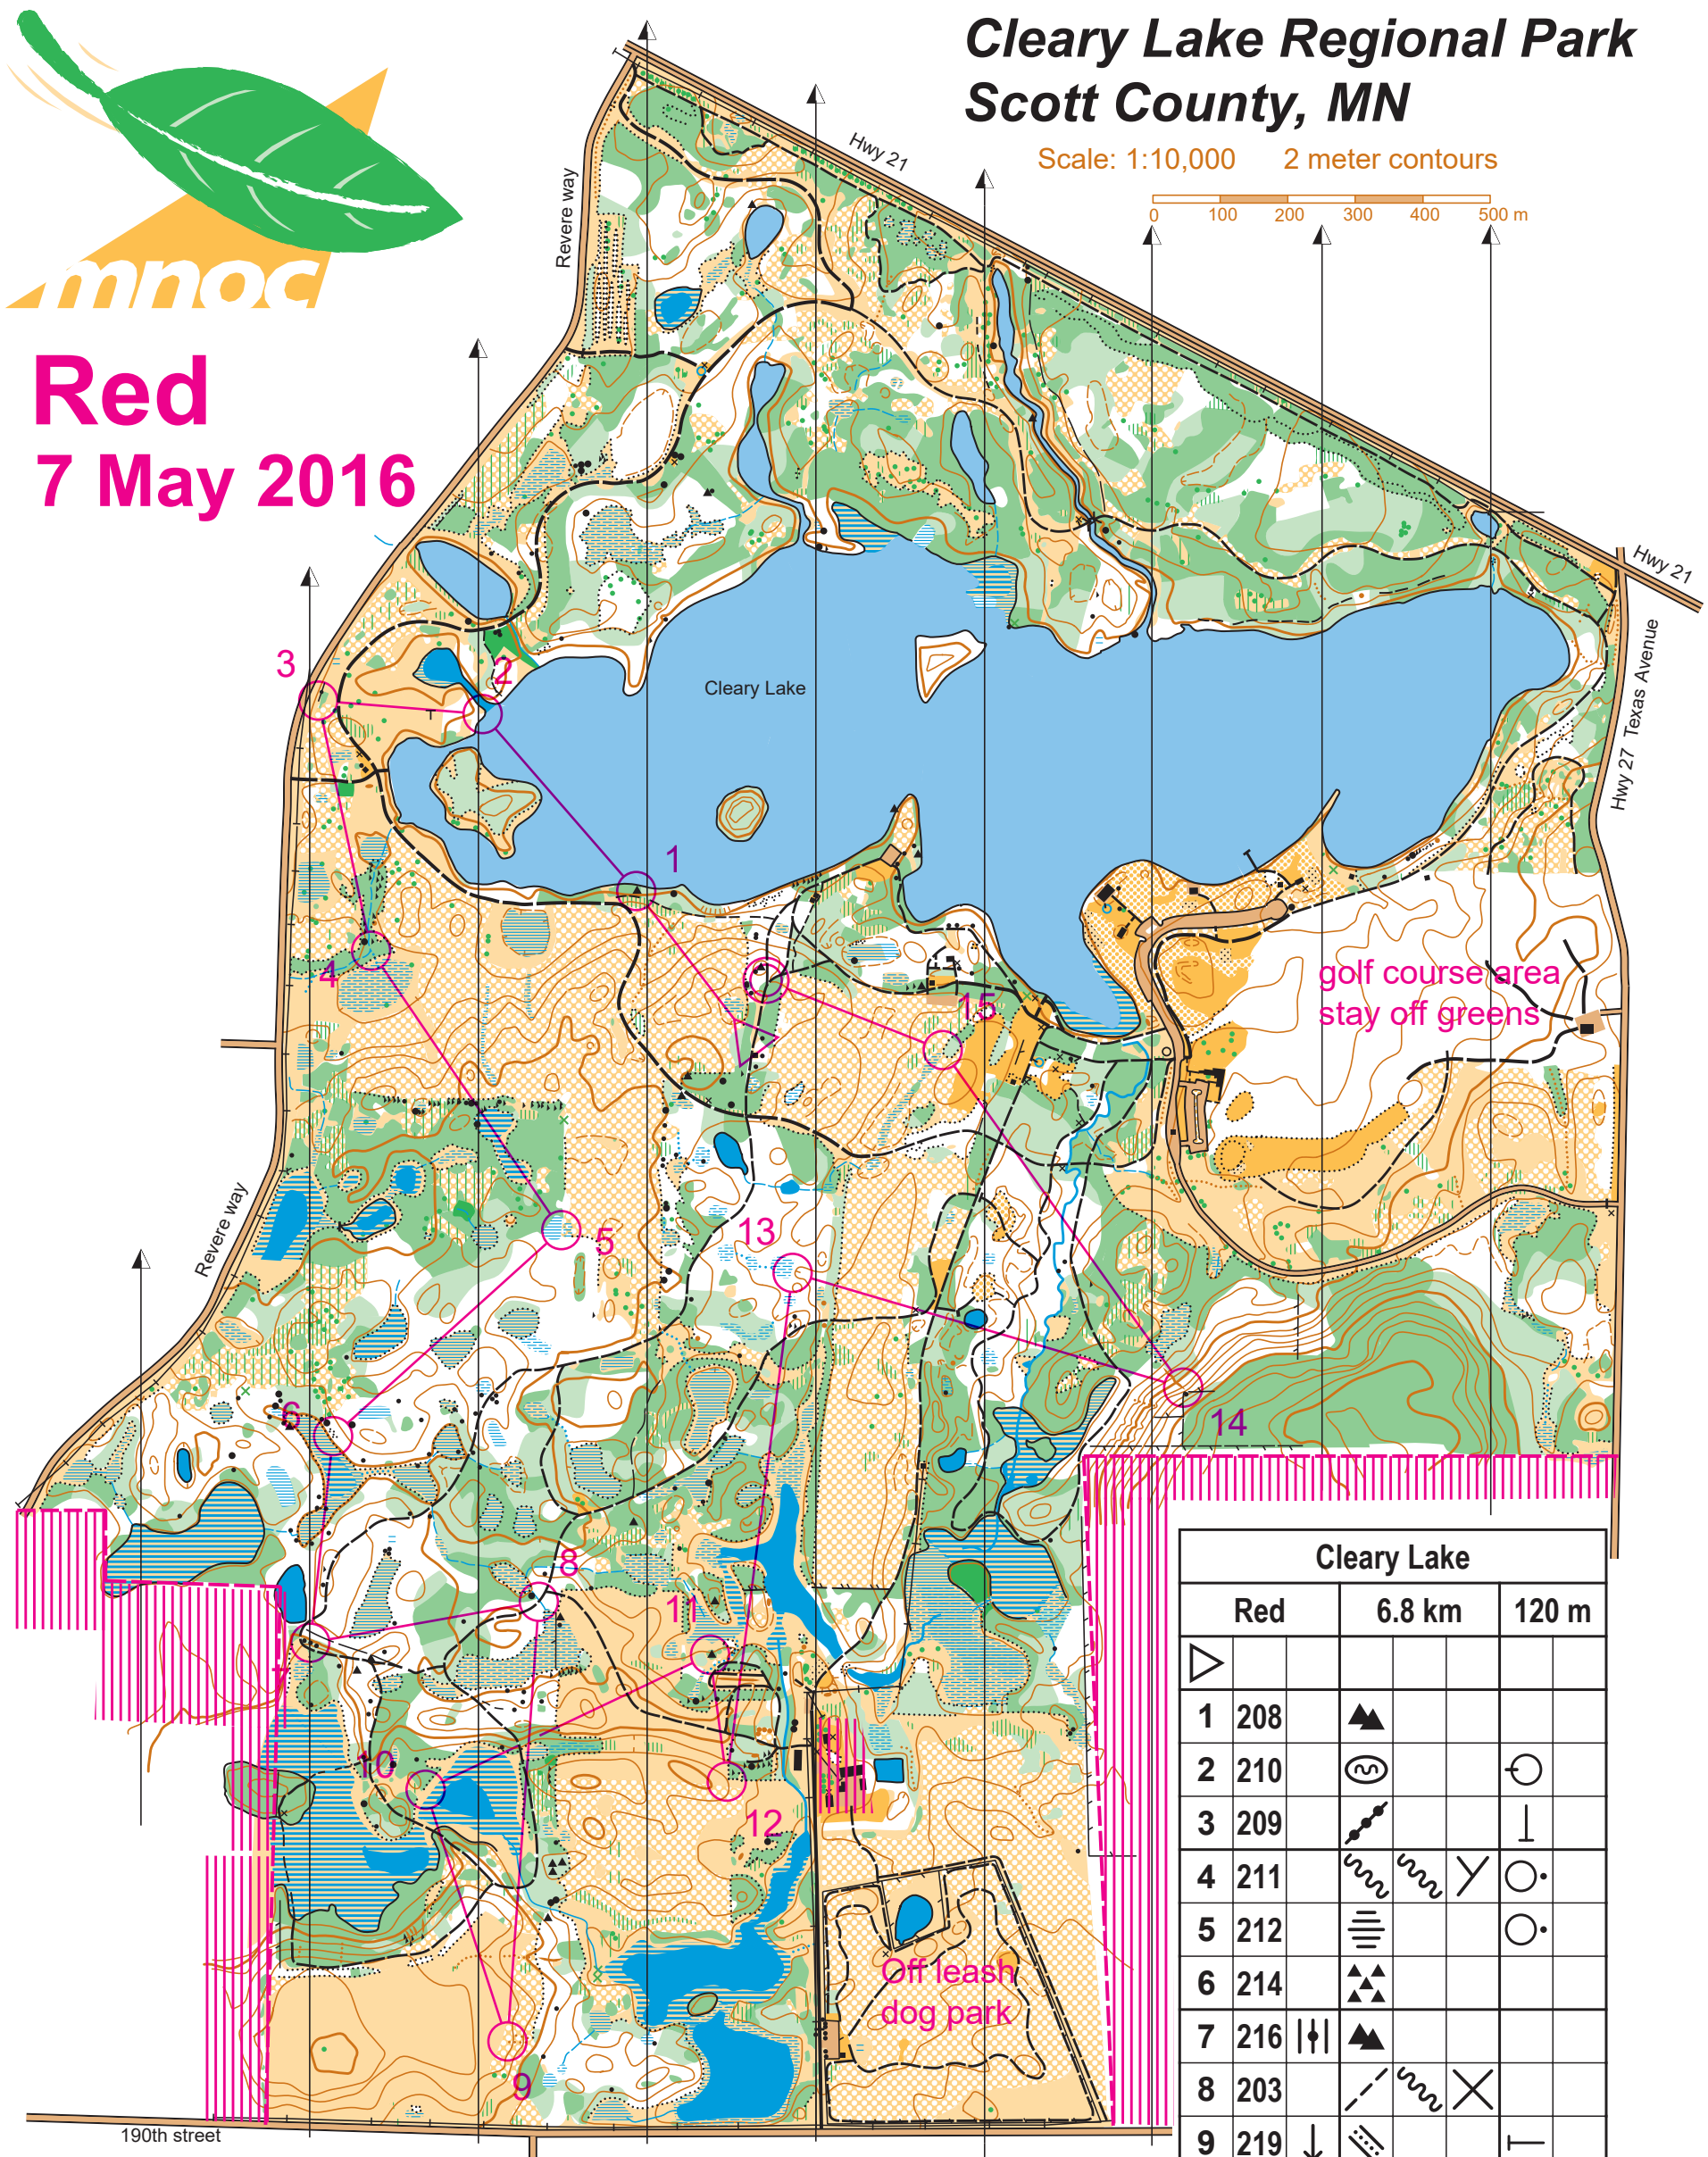 Cleary Lake Regional Park
Scott County, MN
Scale: 1:10,000 2 meter contours
0 100 200 300 400 500 m
mnoc
Red
7 May 2016
Hwy 21
Revere way
Hwy 21
Hwy 27 Texas Avenue
Cleary Lake
3
2
1
4
15
golf course area
stay off greens
5
13
Revere way
6
14
8
11
7
10
12
9
Off leash
dog park
190th street
Cleary Lake
Red 6.8 km 120 m
1 208
2 210
3 209
4 211
5 212
6 214
7 216
8 203
9 219